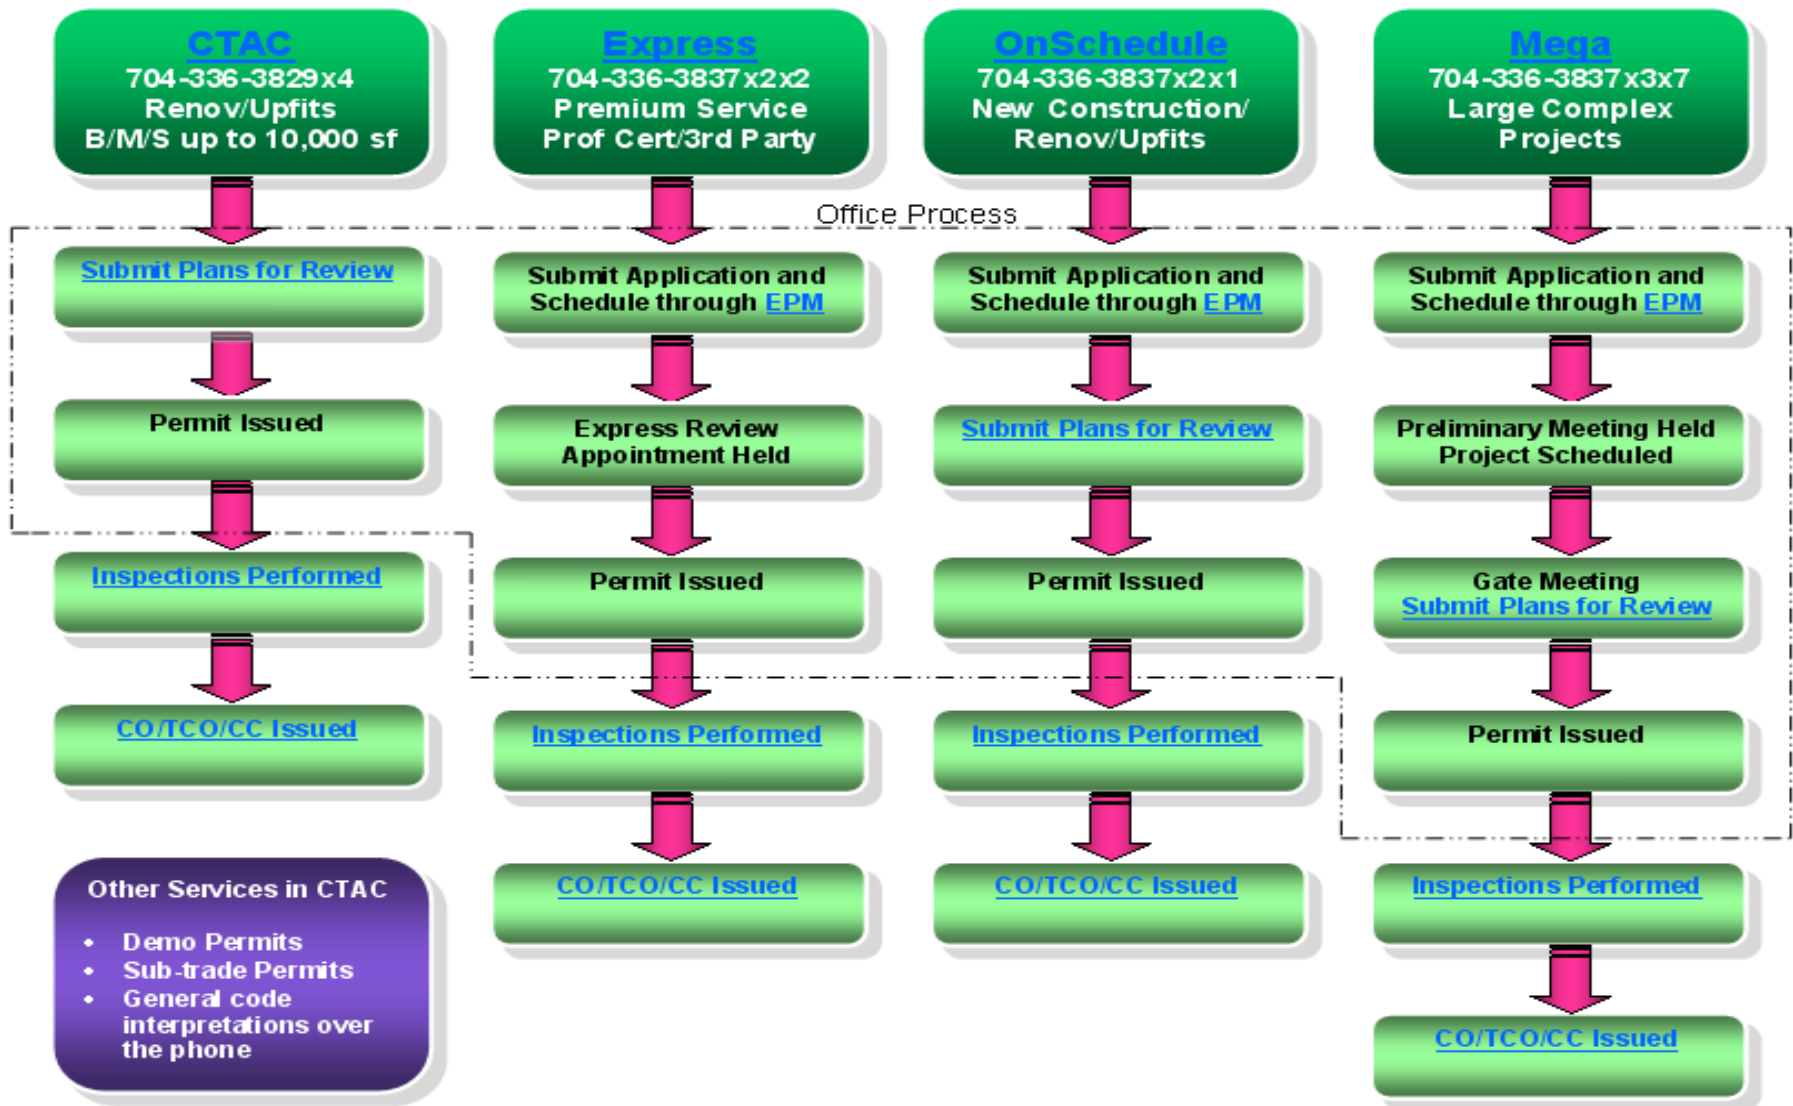 CTAC
704-336-3829x4
Renov/Upfits
B/M/S up to 10,000 sf
Express
704-336-3837x2x2
Premium Service
Prof Cert/3rd Party
OnSchedule
704-336-3837x2x1
New Construction/
Renov/Upfits
Mega
704-336-3837x3x7
Large Complex
Projects
Office Process
Submit Plans for Review
Permit Issued
Inspections Performed
CO/TCO/CC Issued
Submit Application and
Schedule through EPM
Express Review
Appointment Held
Permit Issued
Inspections Performed
CO/TCO/CC Issued
Submit Application and
Schedule through EPM
Submit Plans for Review
Permit Issued
Inspections Performed
CO/TCO/CC Issued
Submit Application and
Schedule through EPM
Preliminary Meeting Held
Project Scheduled
Gate Meeting
Submit Plans for Review
Permit Issued
Inspections Performed
CO/TCO/CC Issued
Other Services in CTAC
• Demo Permits
• Sub-trade Permits
• General code
interpretations over
the phone